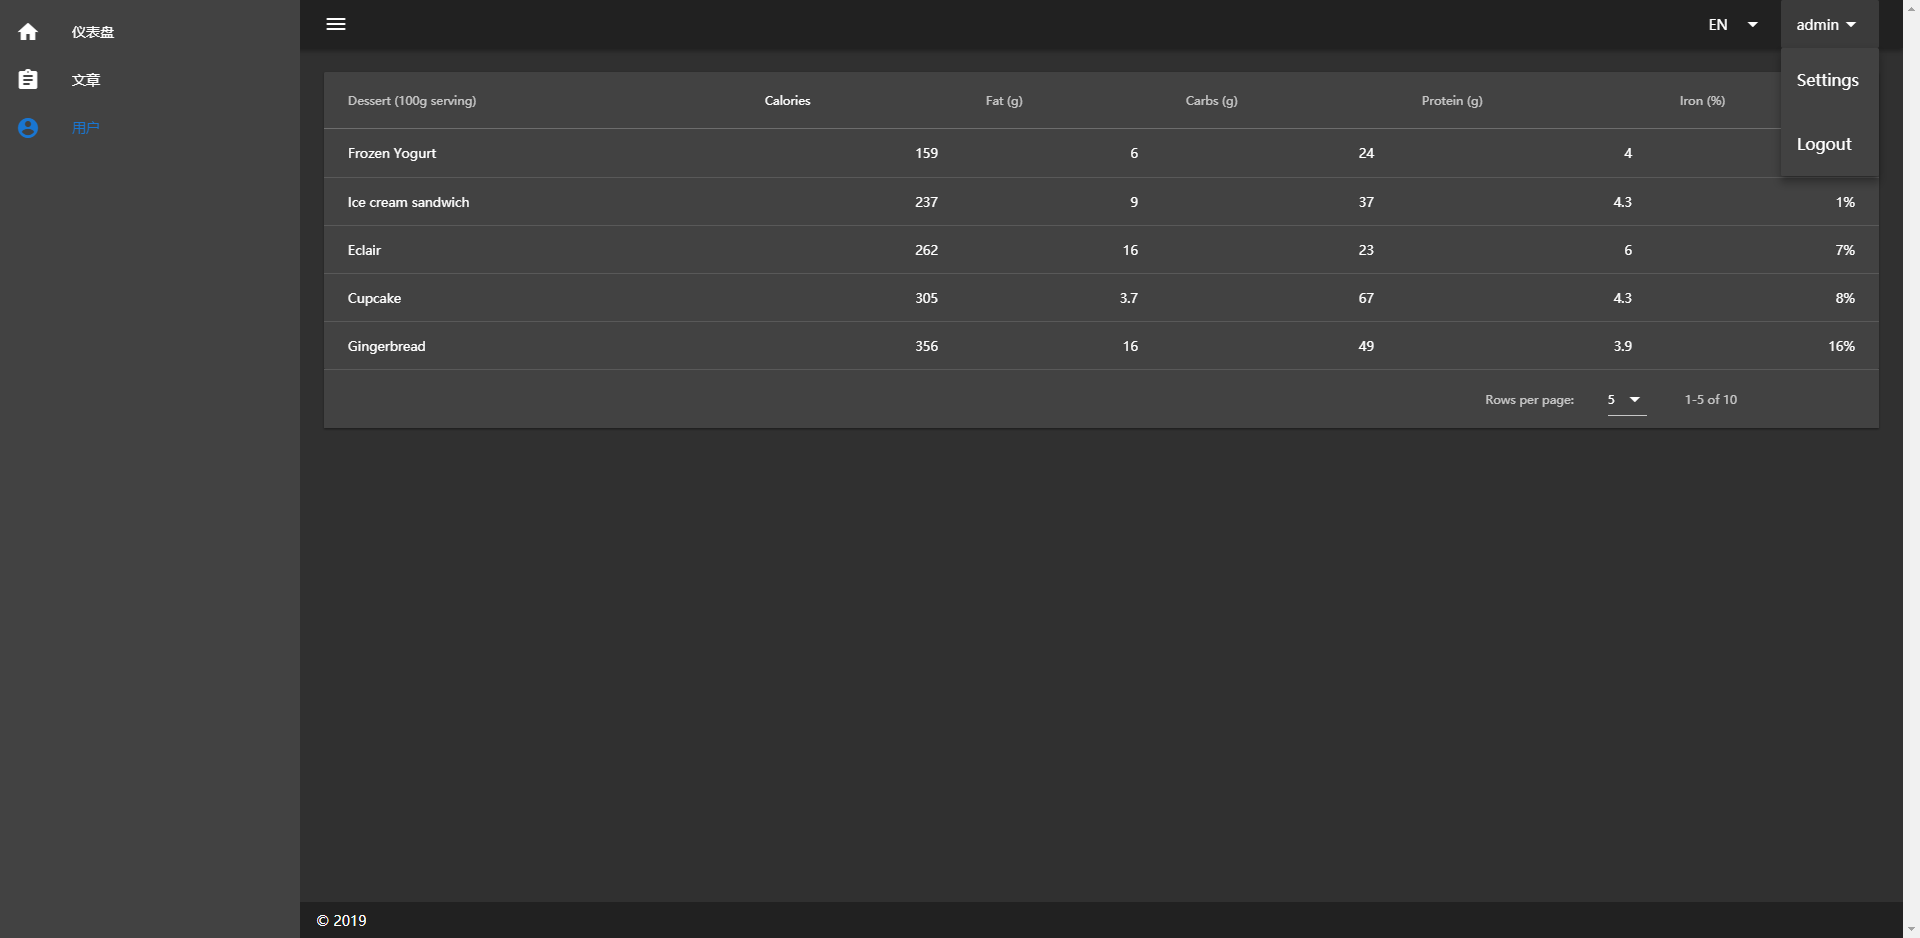 仪表盘
文章
用户
EN admin
Settings
Logout
Dessert (100g serving) Calories Fat (g) Carbs (g) Protein (g) Iron (%)
Frozen Yogurt 159 6 24 4
Ice cream sandwich 237 9 37 4.3 1%
Eclair 262 16 23 6 7%
Cupcake 305 3.7 67 4.3 8%
Gingerbread 356 16 49 3.9 16%
Rows per page: 5 1-5 of 10
© 2019